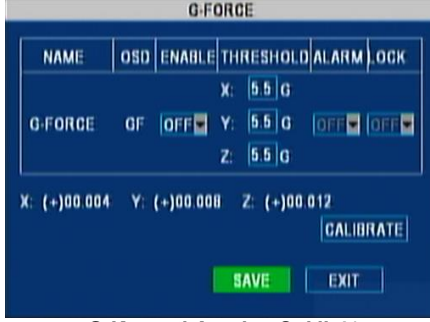 G-FORCE
NAME OSD ENABLE THRESHOLD ALARM LOCK
X: 5.5 G
G-FORCE GF OFF Y: 5.5 G OFF OFF
Z: 5.5 G
X: (+)00.004 Y: (+)00.008 Z: (+)00.012
CALIBRATE
SAVE EXIT